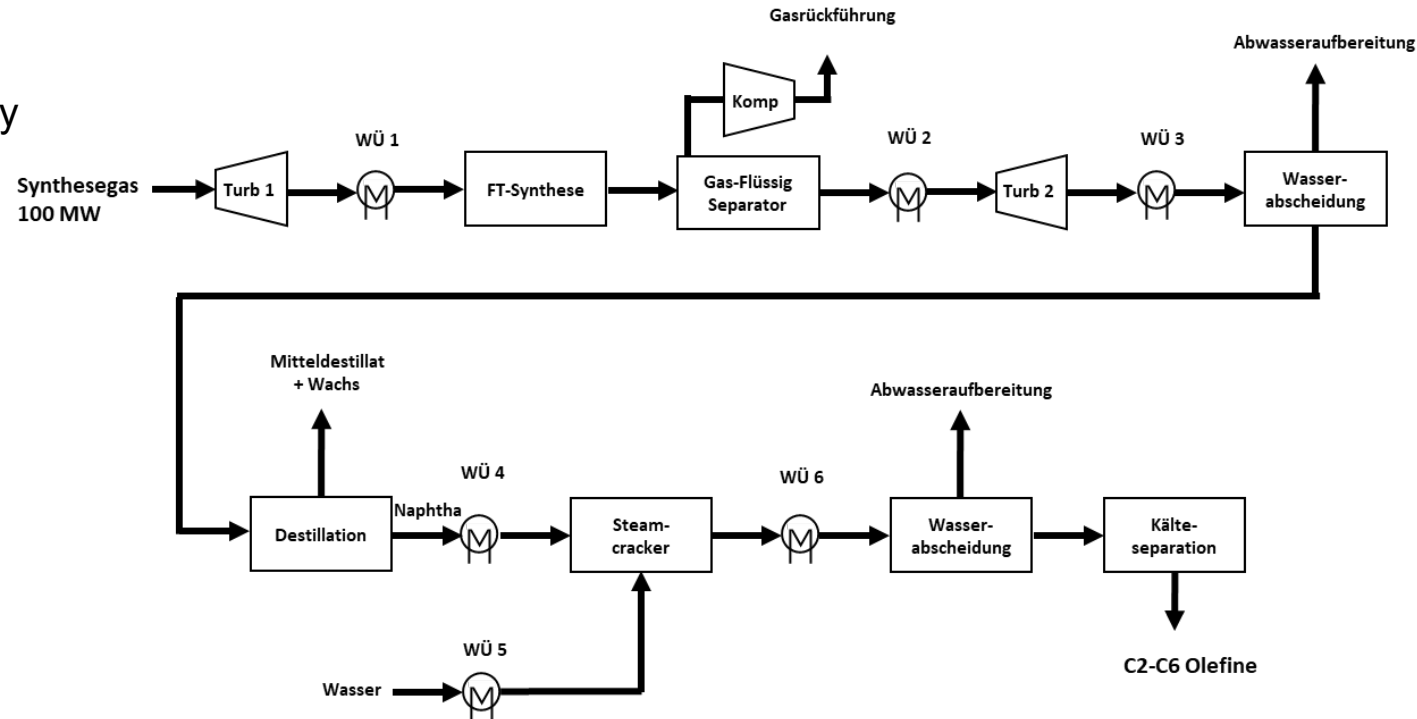 Gasrückführung
Abwasseraufbereitung
Komp
y
WÜ 1
WÜ 2
WÜ 3
Synthesegas
100 MW
Turb 1
FT-Synthese
Gas-Flüssig
Separator
Turb 2
Wasser-
abscheidung
Mitteldestillat
+ Wachs
Abwasseraufbereitung
WÜ 4
WÜ 6
Destillation
Naphtha
Steam-
cracker
Wasser-
abscheidung
Kälte-
separation
WÜ 5
Wasser
C2-C6 Olefine